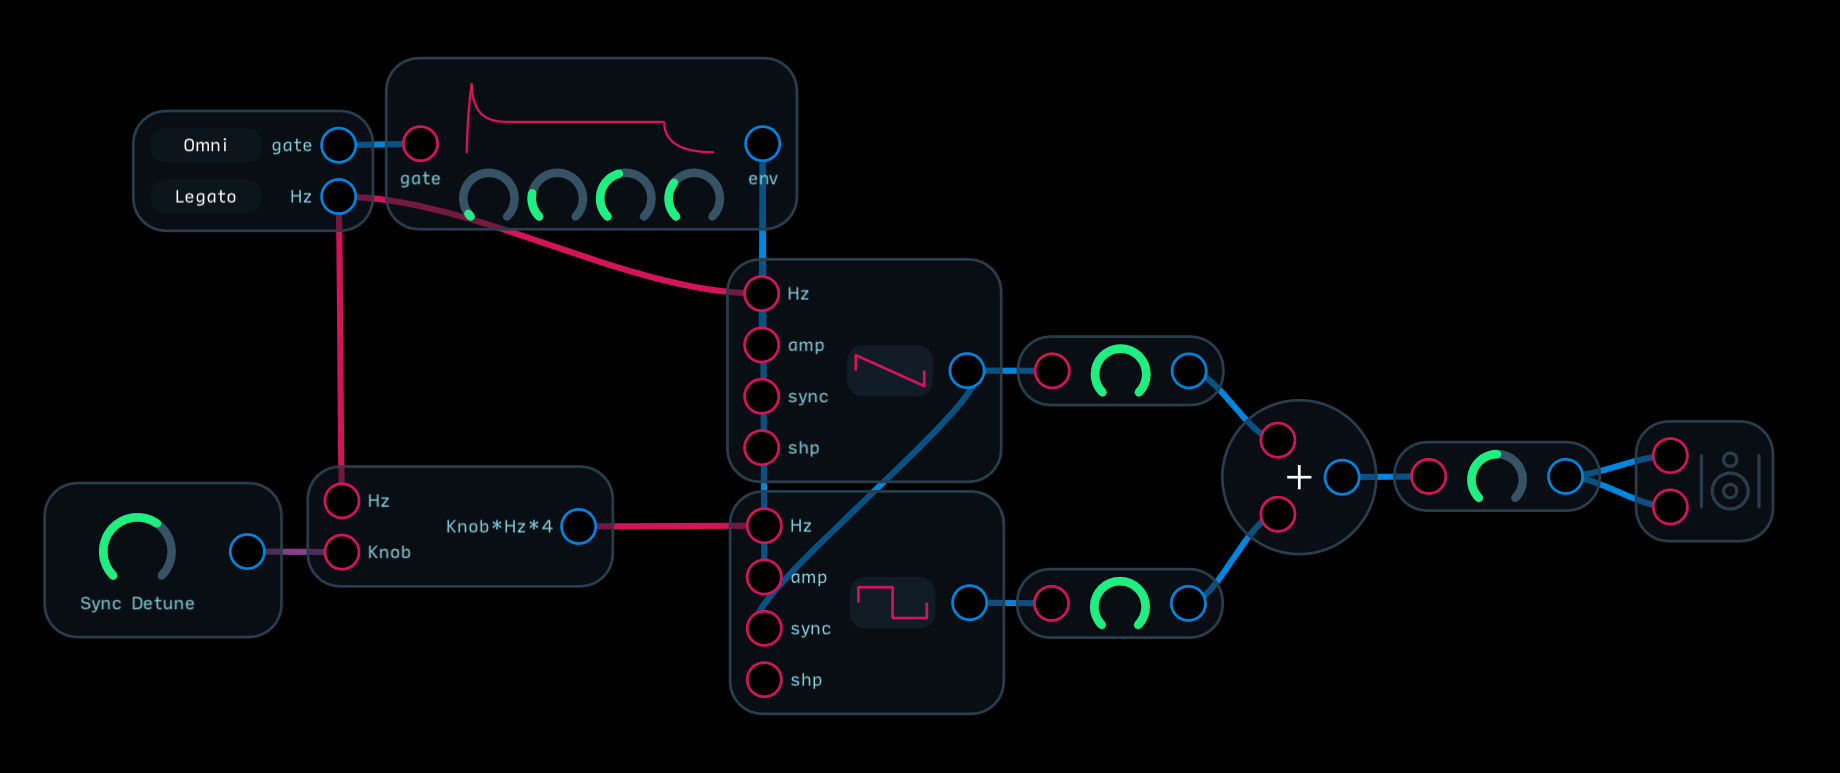 Omni gate
Legato Hz
gate
env
Hz
amp
sync
shp
Hz
Knob
Knob*Hz*4
Sync Detune
Hz
amp
sync
shp
+